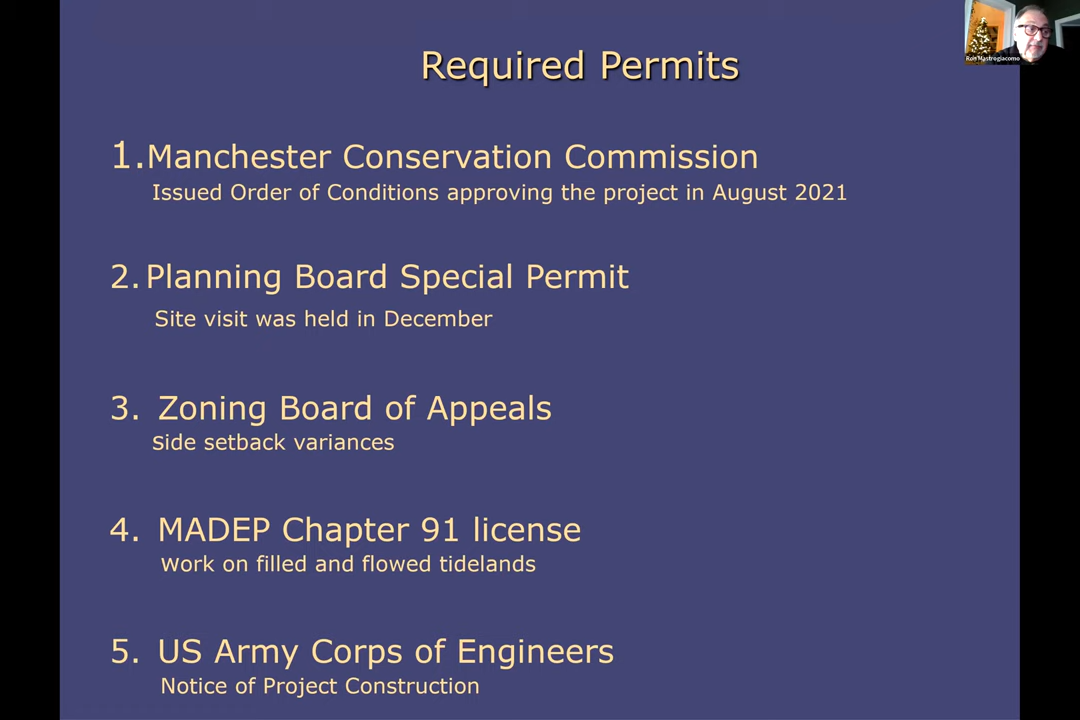 Required Permits
Ron Mastrogiacomo
1.Manchester Conservation Commission
Issued Order of Conditions approving the project in August 2021
2. Planning Board Special Permit
Site visit was held in December
3. Zoning Board of Appeals
Side setback variances
4. MADEP Chapter 91 license
Work on filled and flowed tidelands
5. US Army Corps of Engineers
Notice of Project Construction